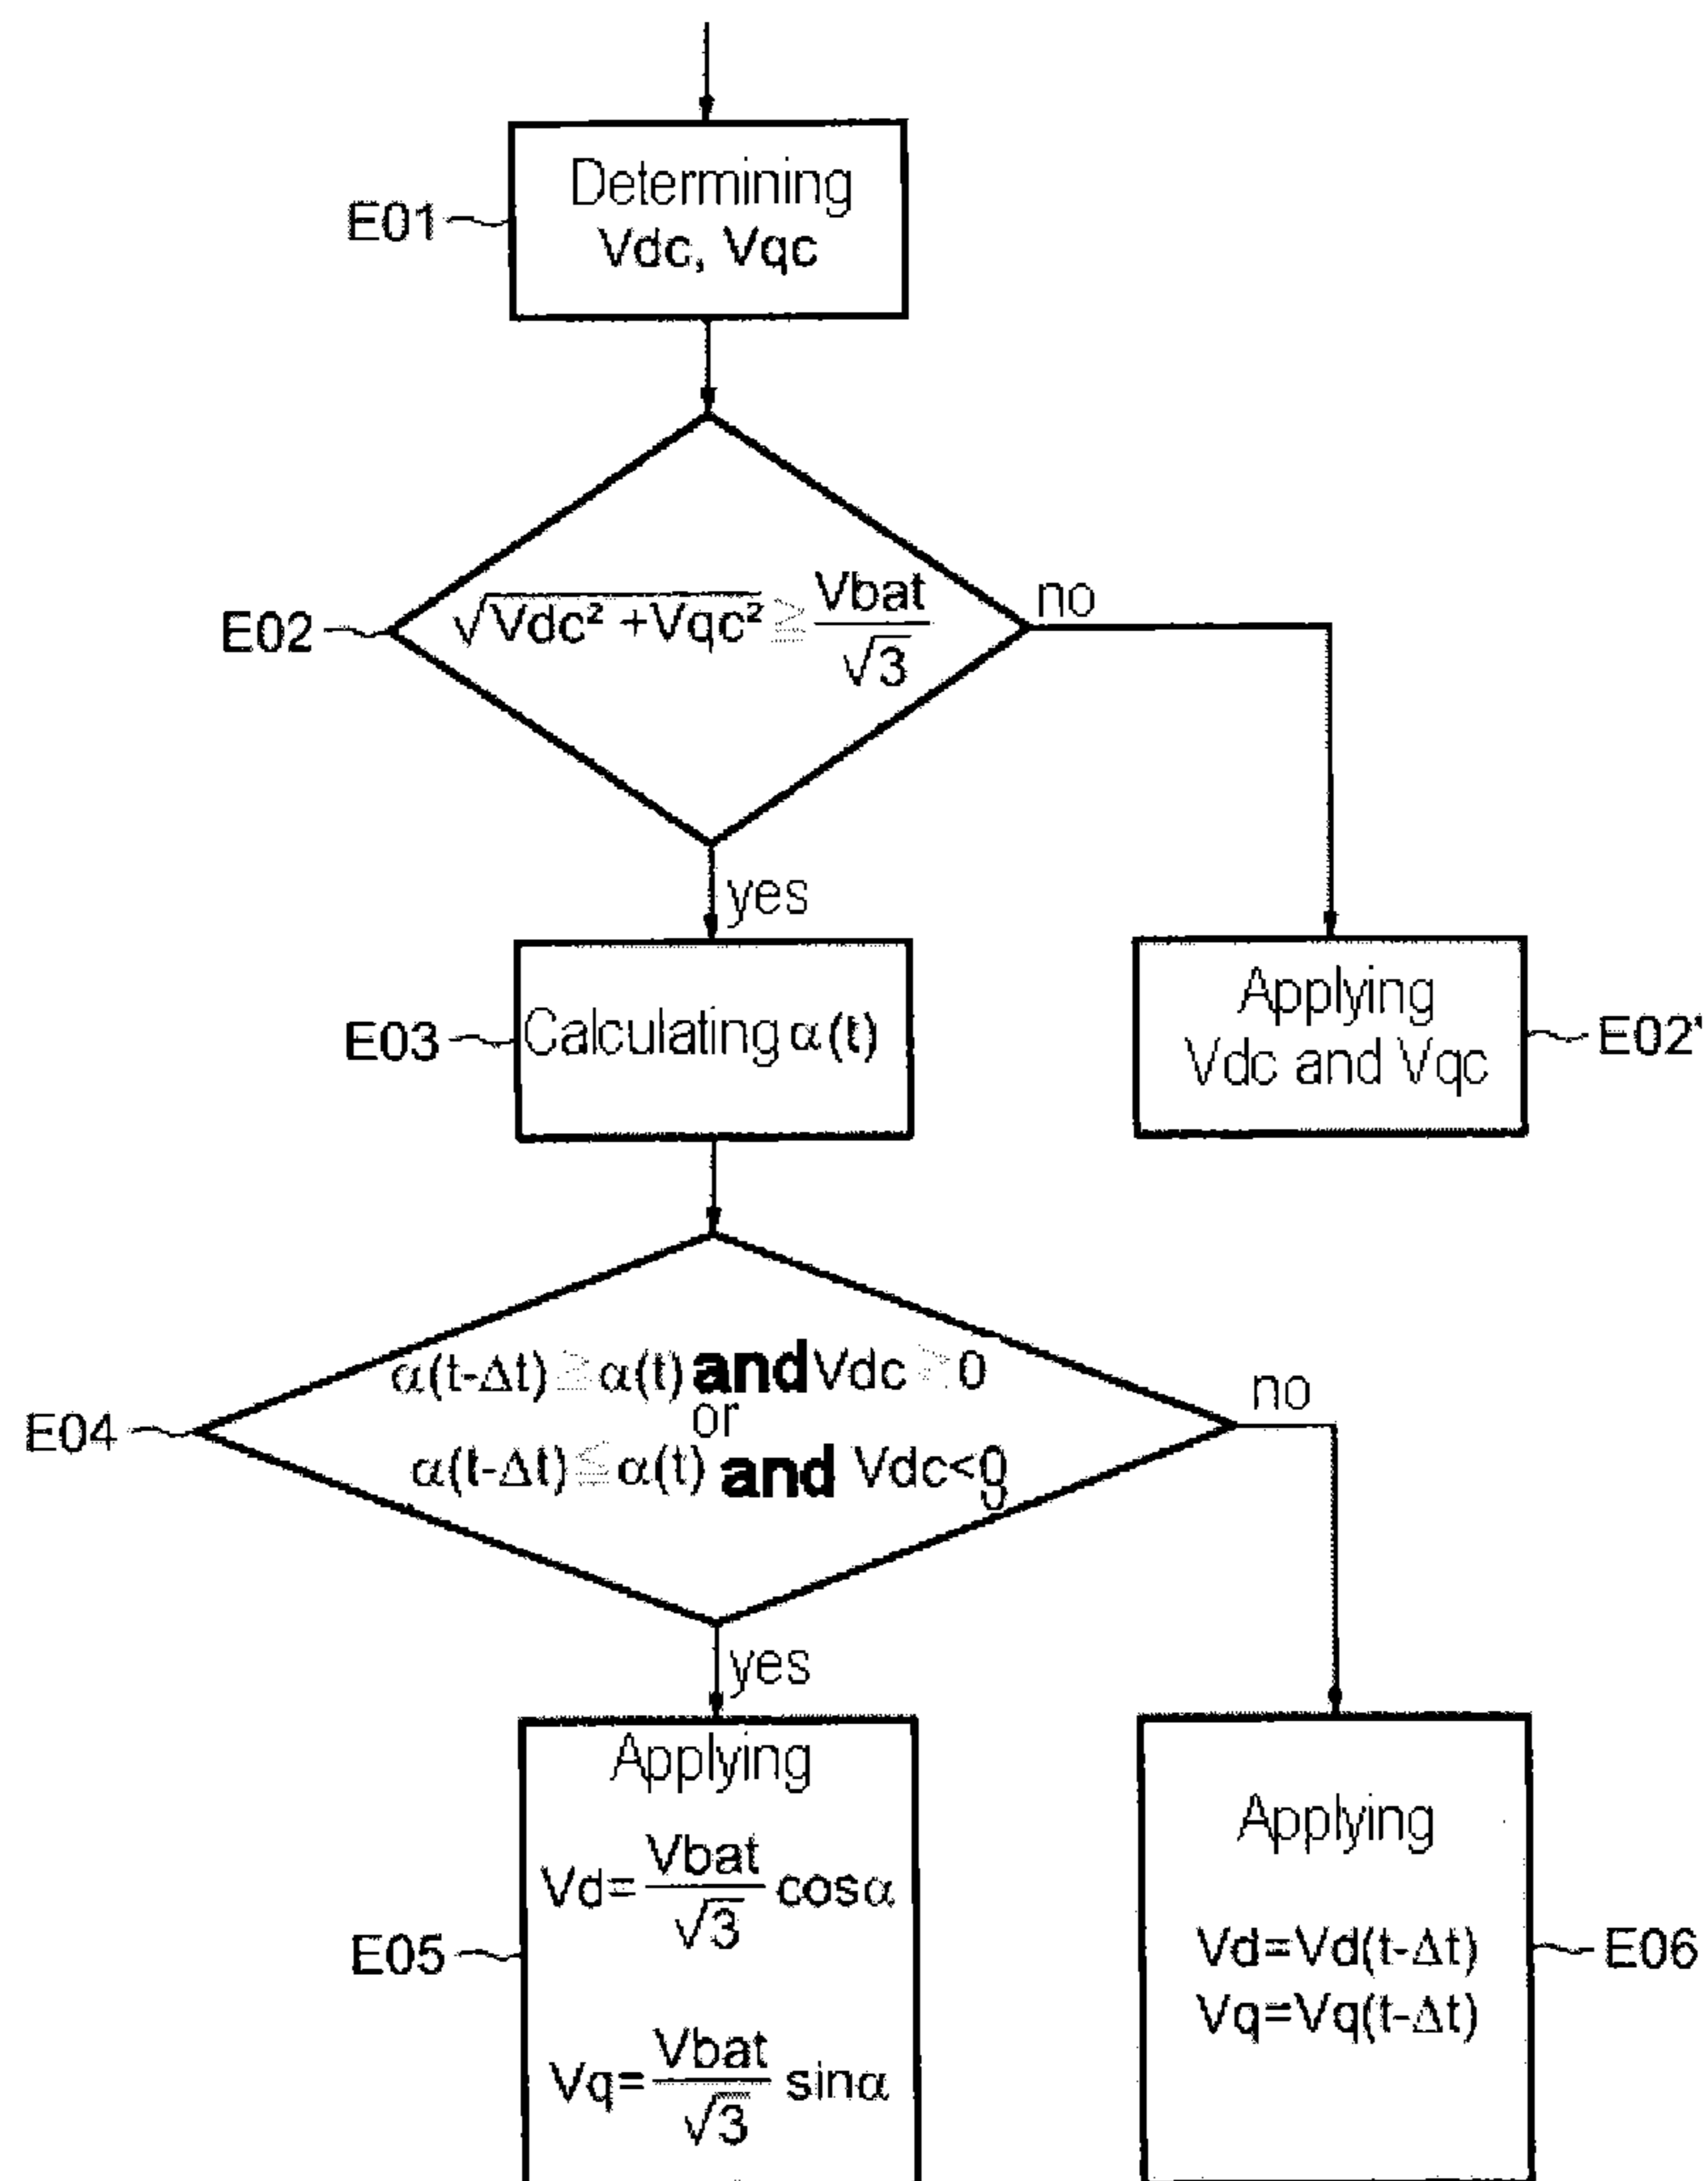 Determining
Vdc, Vqc
E01
√Vdc² +Vqc² ≧ Vbat/√3
no
E02
yes
Calculating α(t)
E03
Applying
Vdc and Vqc
E02'
α(t-Δt) ≧ α(t) and Vdc > 0
or
α(t-Δt) ≦ α(t) and Vdc<0
no
E04
yes
Applying
Vd= Vbat/√3 cosα
Vq= Vbat/√3 sinα
E05
Applying
Vd=Vd(t-Δt)
Vq=Vq(t-Δt)
E06